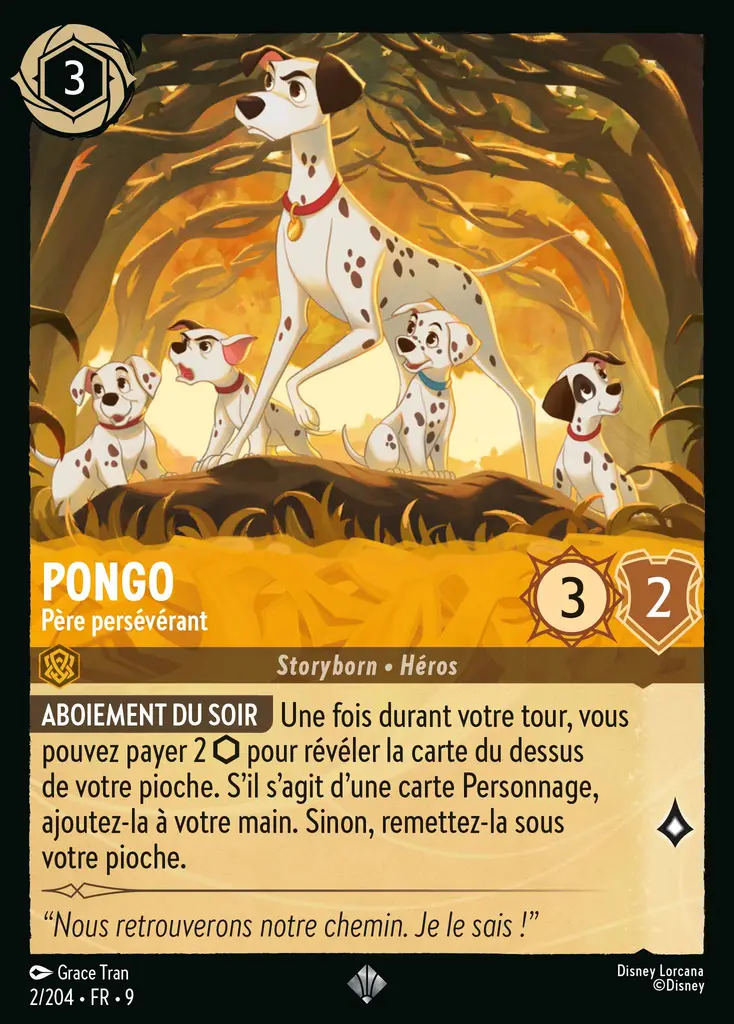 3
PONGO
Père persévérant
3
2
Storyborn • Héros
ABOIEMENT DU SOIR Une fois durant votre tour, vous
pouvez payer 2 ⬡ pour révéler la carte du dessus
de votre pioche. S’il s’agit d’une carte Personnage,
ajoutez-la à votre main. Sinon, remettez-la sous
votre pioche.
“Nous retrouverons notre chemin. Je le sais !”
Grace Tran
2/204 • FR • 9
Disney Lorcana
©Disney